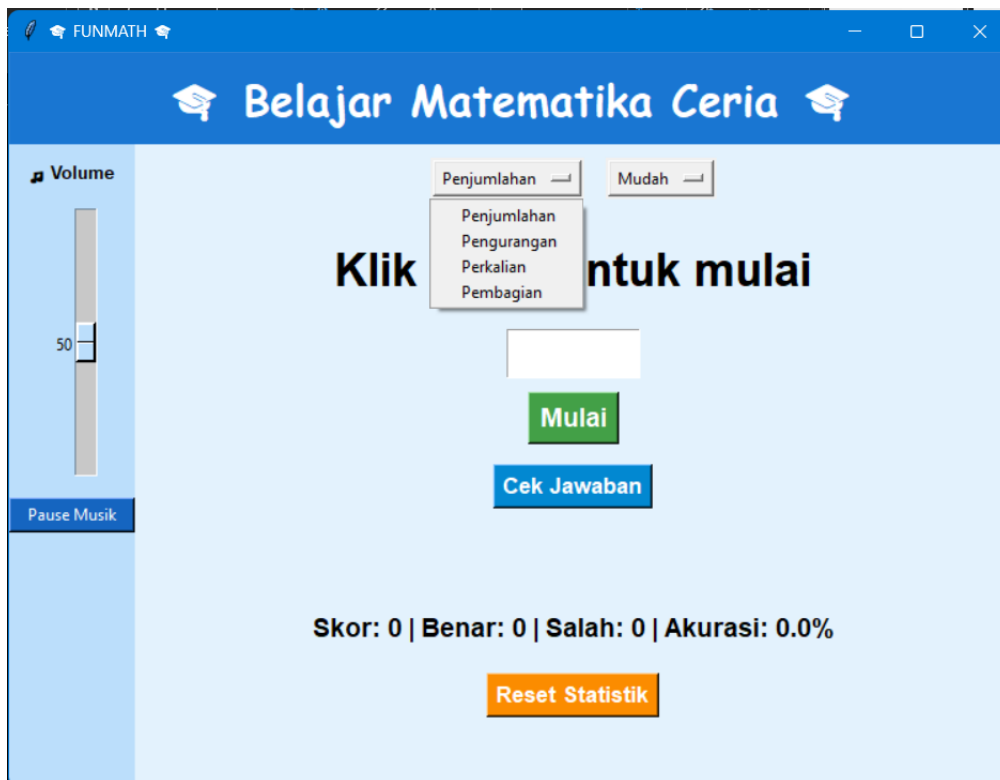 🎓 FUNMATH 🎓
🎓 Belajar Matematika Ceria 🎓
🎵 Volume
50
Pause Musik
Penjumlahan
Mudah
Penjumlahan
Pengurangan
Perkalian
Pembagian
Klik ntuk mulai
Mulai
Cek Jawaban
Skor: 0 | Benar: 0 | Salah: 0 | Akurasi: 0.0%
Reset Statistik